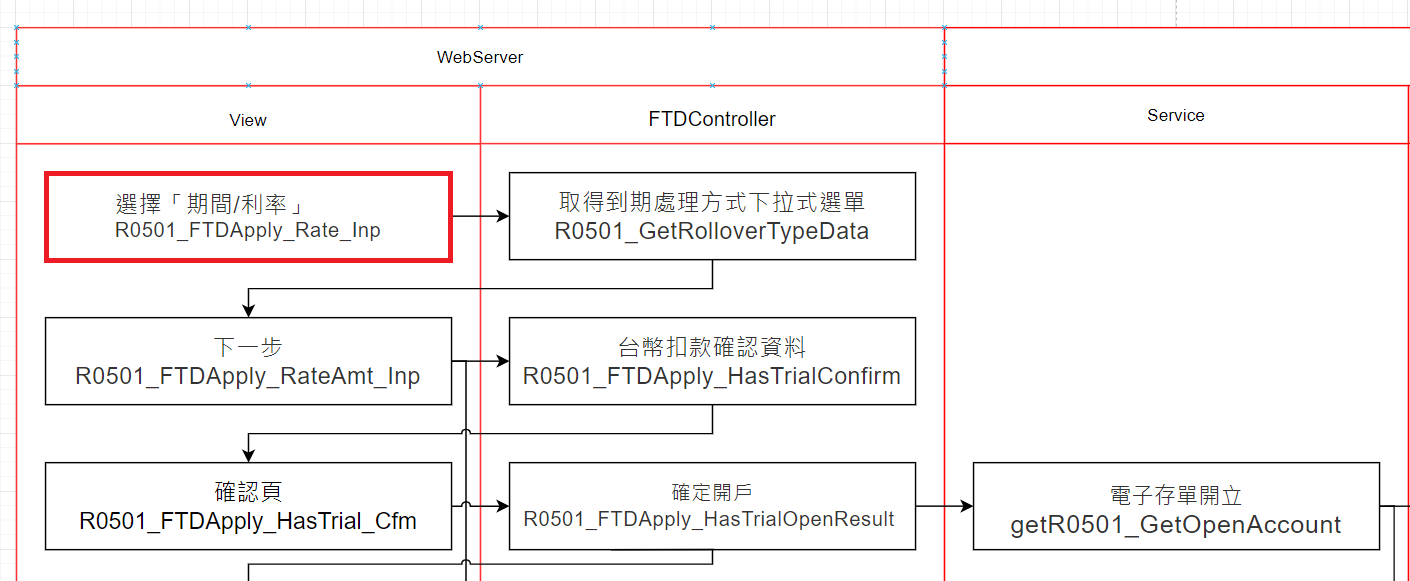 WebServer
View
FTDController
Service
選擇「期間/利率」
R0501_FTDApply_Rate_Inp
取得到期處理方式下拉式選單
R0501_GetRolloverTypeData
下一步
R0501_FTDApply_RateAmt_Inp
台幣扣款確認資料
R0501_FTDApply_HasTrialConfirm
確認頁
R0501_FTDApply_HasTrial_Cfm
確定開戶
R0501_FTDApply_HasTrialOpenResult
電子存單開立
getR0501_GetOpenAccount